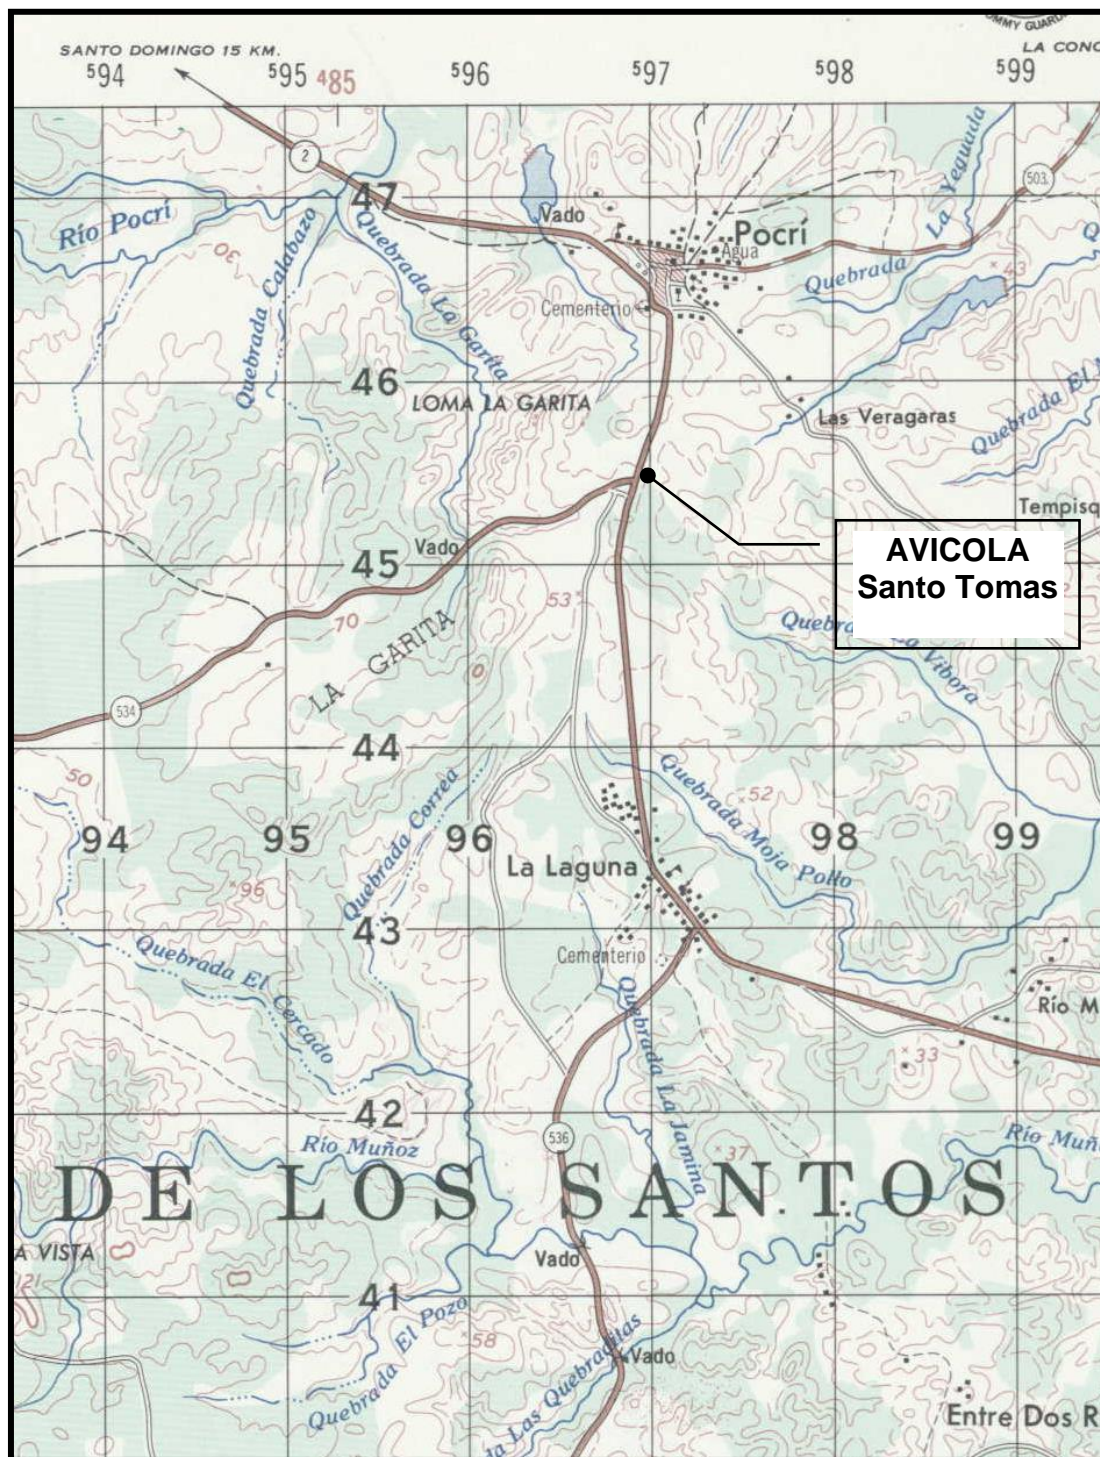 SANTO DOMINGO 15 KM.
LA CONC
594
595
485
596
597
598
599
2
503
47
Río Pocrí
30
Quebrada Calabazo
Quebrada La Garita
Vado
Pocrí
Agua
La Yeguada
Quebrada
43
Cementerio
46
LOMA LA GARITA
Las Veragaras
Quebrada El
Tempisq
Vado
45
AVICOLA
Santo Tomas
53
70
LA GARITA
0
Vibora
534
44
50
Quebrada Correa
Quebrada Moja Pollo
52
94
95
96
98
99
La Laguna
96
43
Quebrada El Cercado
Cementerio
Quebrada La Jamina
Río M
33
42
Río Muñoz
536
37
Río Muñ
DE LOS SANTOS
A VISTA
121
Vado
41
Quebrada El Pozo
58
Vado
da Las Quebraditas
Entre Dos R